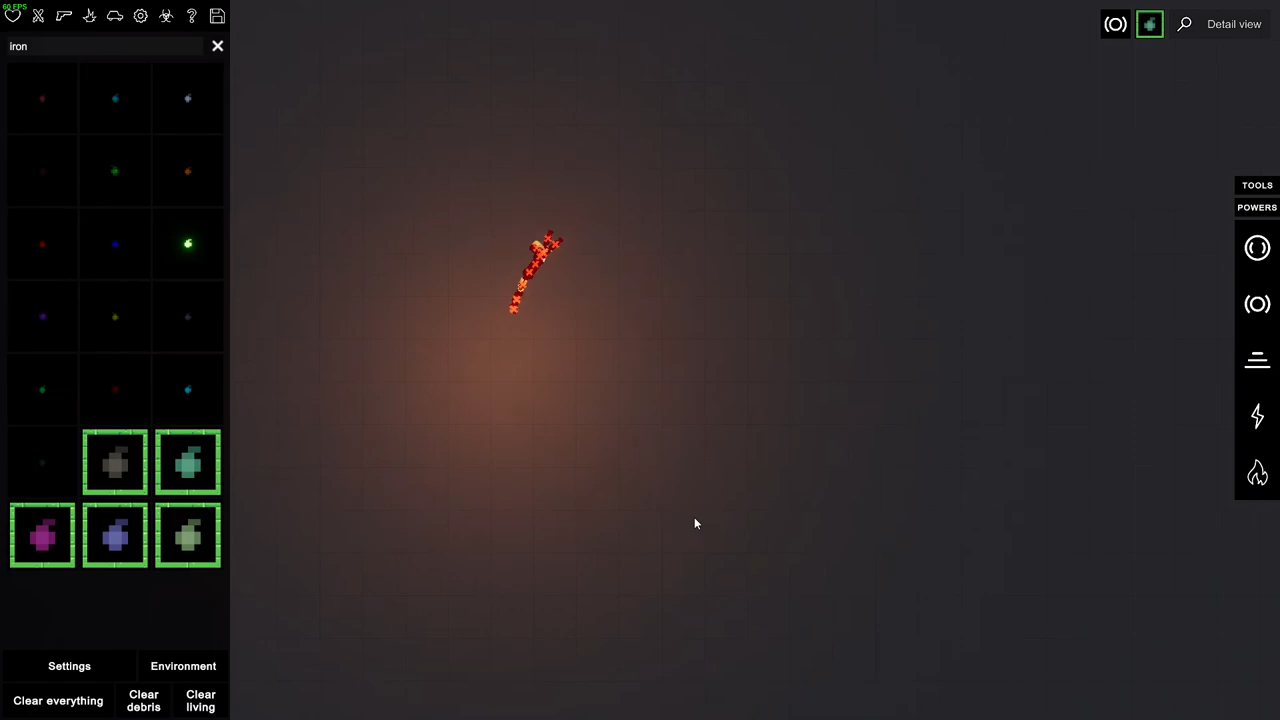 60 FPS
iron
Detail view
TOOLS
POWERS
Settings
Environment
Clear everything
Clear
debris
Clear
living